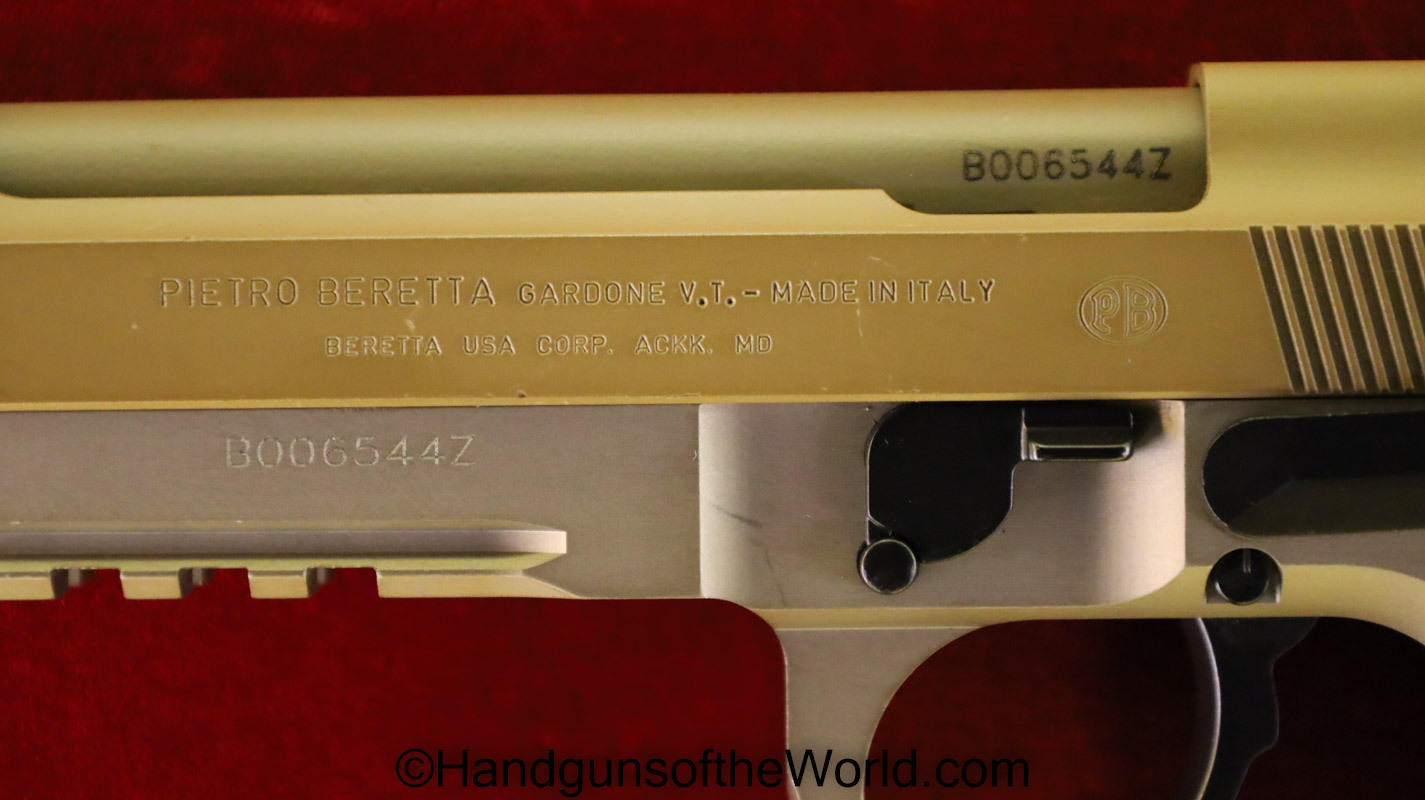 B006544Z
PIETRO BERETTA GARDONE V.T. - MADE IN ITALY
PB
BERETTA USA CORP. ACKK. MD
B006544Z
©HandgunsoftheWorld.com